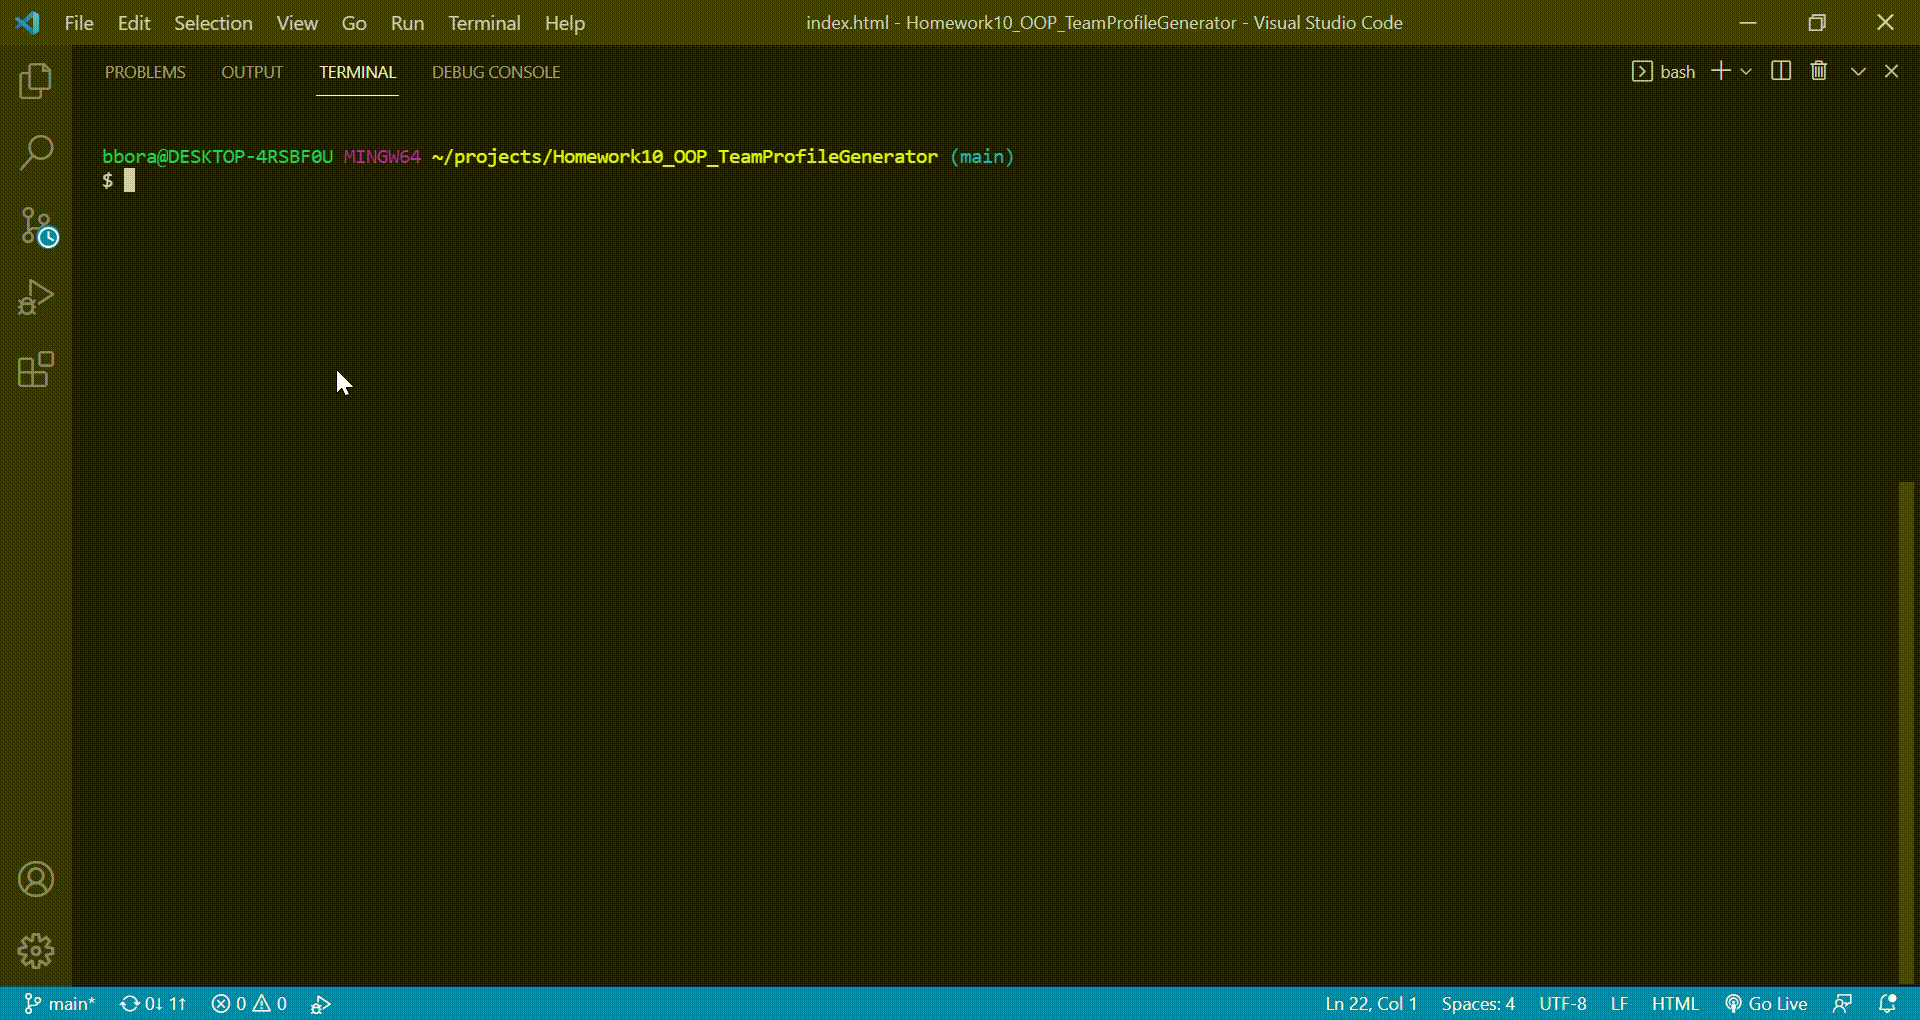 File Edit Selection View Go Run Terminal Help index.html - Homework10_OOP_TeamProfileGenerator - Visual Studio Code
PROBLEMS OUTPUT TERMINAL DEBUG CONSOLE bash
bbora@DESKTOP-4RSBF0U MINGW64 ~/projects/Homework10_OOP_TeamProfileGenerator (main)
$
main* 0↓ 1↑ 0 0 Ln 22, Col 1 Spaces: 4 UTF-8 LF HTML Go Live